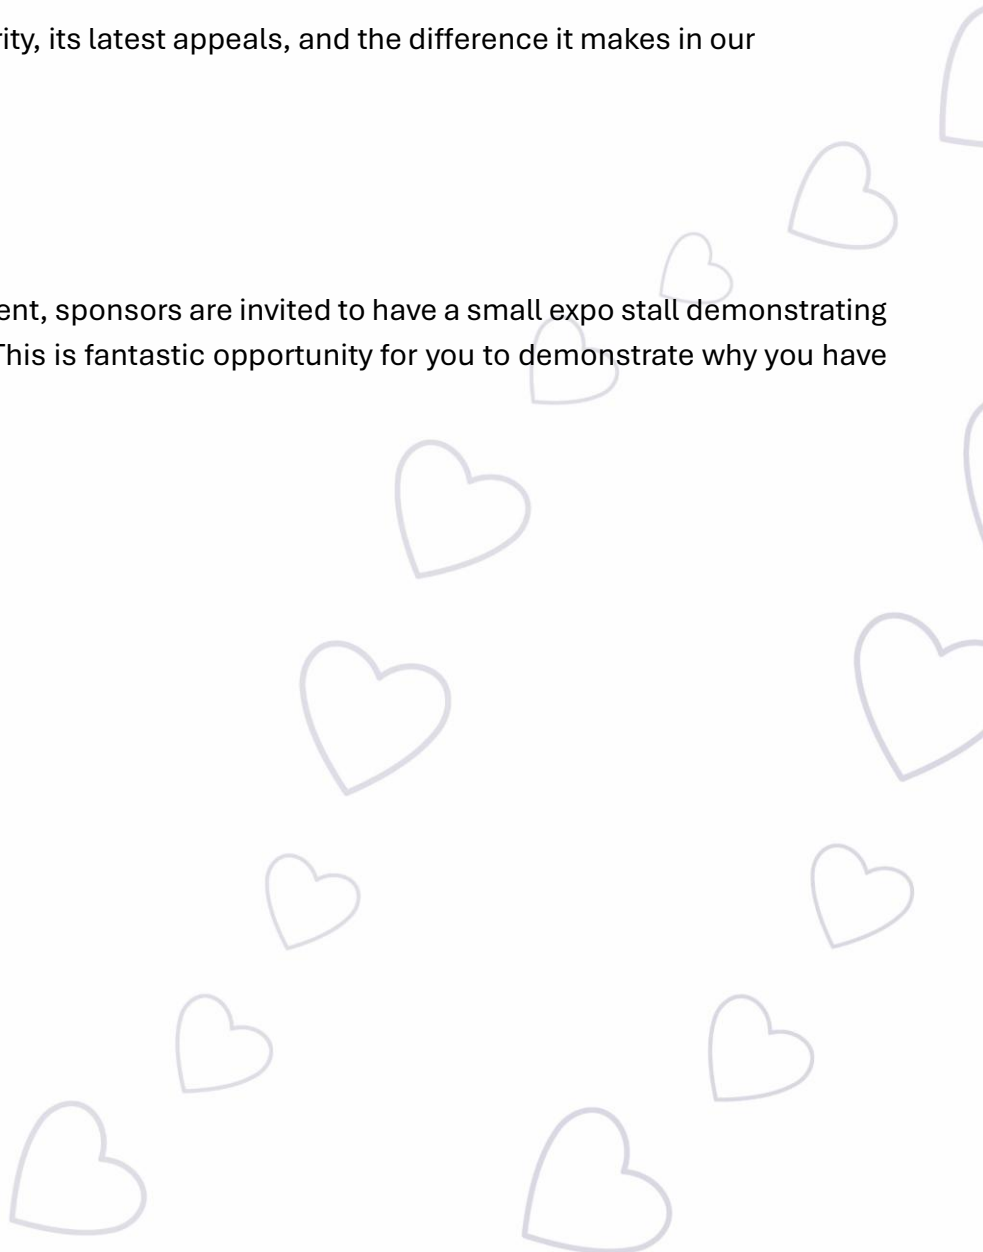 rity, its latest appeals, and the difference it makes in our
ent, sponsors are invited to have a small expo stall demonstrating
This is fantastic opportunity for you to demonstrate why you have